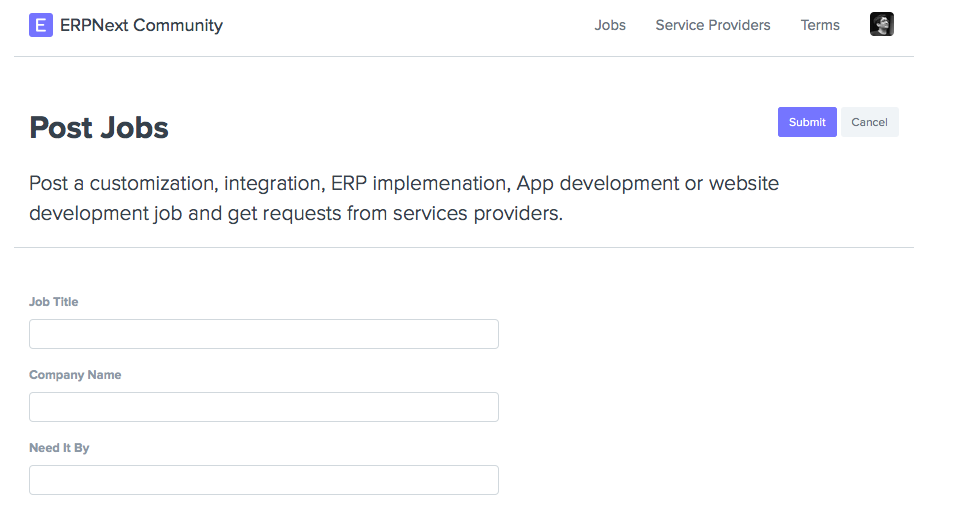 E ERPNext Community
Jobs Service Providers Terms
Post Jobs
Submit Cancel
Post a customization, integration, ERP implemenation, App development or website
development job and get requests from services providers.
Job Title
Company Name
Need It By